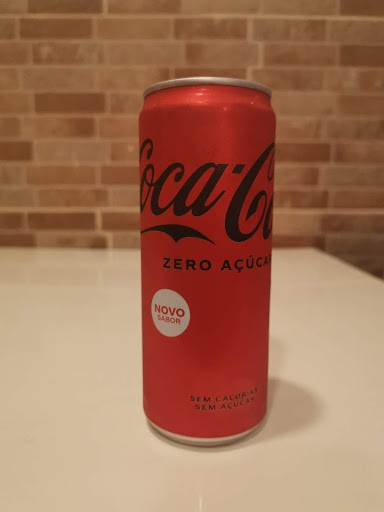 Coca-Co
ZERO AÇÚCA
NOVO
SABOR
SEM CALORIAS
SEM AÇÚCAR